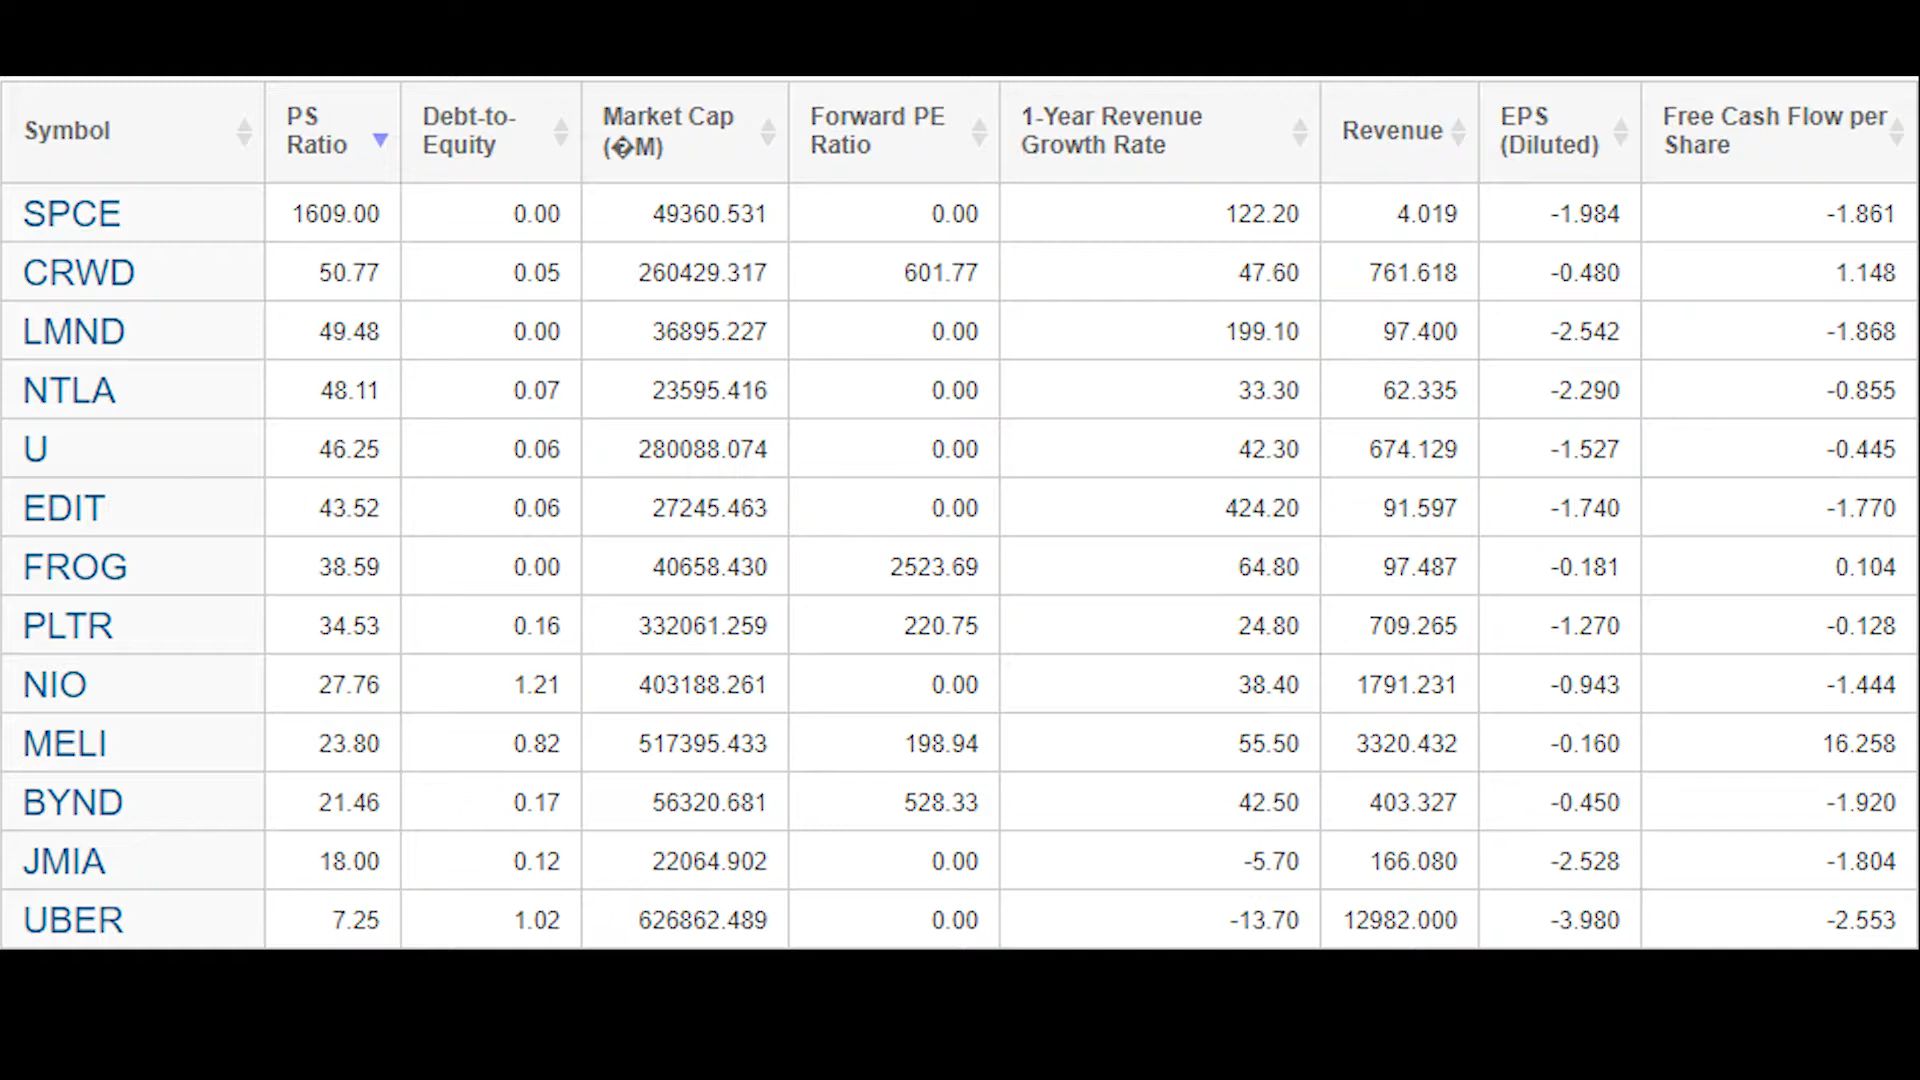 Symbol PS Ratio Debt-to-Equity Market Cap (�M) Forward PE Ratio 1-Year Revenue Growth Rate Revenue EPS (Diluted) Free Cash Flow per Share
SPCE 1609.00 0.00 49360.531 0.00 122.20 4.019 -1.984 -1.861
CRWD 50.77 0.05 260429.317 601.77 47.60 761.618 -0.480 1.148
LMND 49.48 0.00 36895.227 0.00 199.10 97.400 -2.542 -1.868
NTLA 48.11 0.07 23595.416 0.00 33.30 62.335 -2.290 -0.855
U 46.25 0.06 280088.074 0.00 42.30 674.129 -1.527 -0.445
EDIT 43.52 0.06 27245.463 0.00 424.20 91.597 -1.740 -1.770
FROG 38.59 0.00 40658.430 2523.69 64.80 97.487 -0.181 0.104
PLTR 34.53 0.16 332061.259 220.75 24.80 709.265 -1.270 -0.128
NIO 27.76 1.21 403188.261 0.00 38.40 1791.231 -0.943 -1.444
MELI 23.80 0.82 517395.433 198.94 55.50 3320.432 -0.160 16.258
BYND 21.46 0.17 56320.681 528.33 42.50 403.327 -0.450 -1.920
JMIA 18.00 0.12 22064.902 0.00 -5.70 166.080 -2.528 -1.804
UBER 7.25 1.02 626862.489 0.00 -13.70 12982.000 -3.980 -2.553